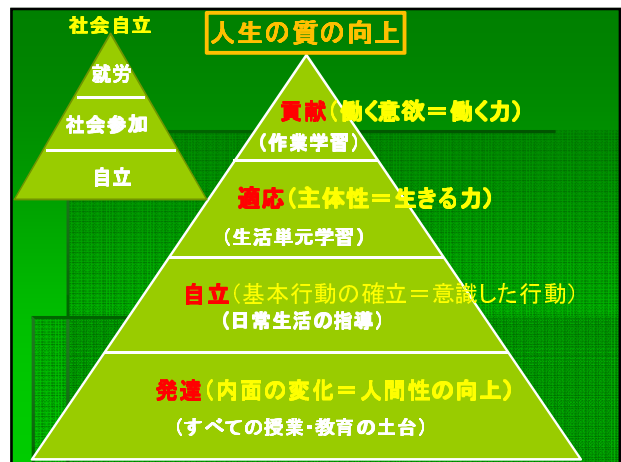 社会自立
就労
社会参加
自立
人生の質の向上
貢献(働く意欲＝働く力)
(作業学習)
適応(主体性＝生きる力)
(生活単元学習)
自立(基本行動の確立＝意識した行動)
(日常生活の指導)
発達(内面の変化＝人間性の向上)
(すべての授業・教育の土台)